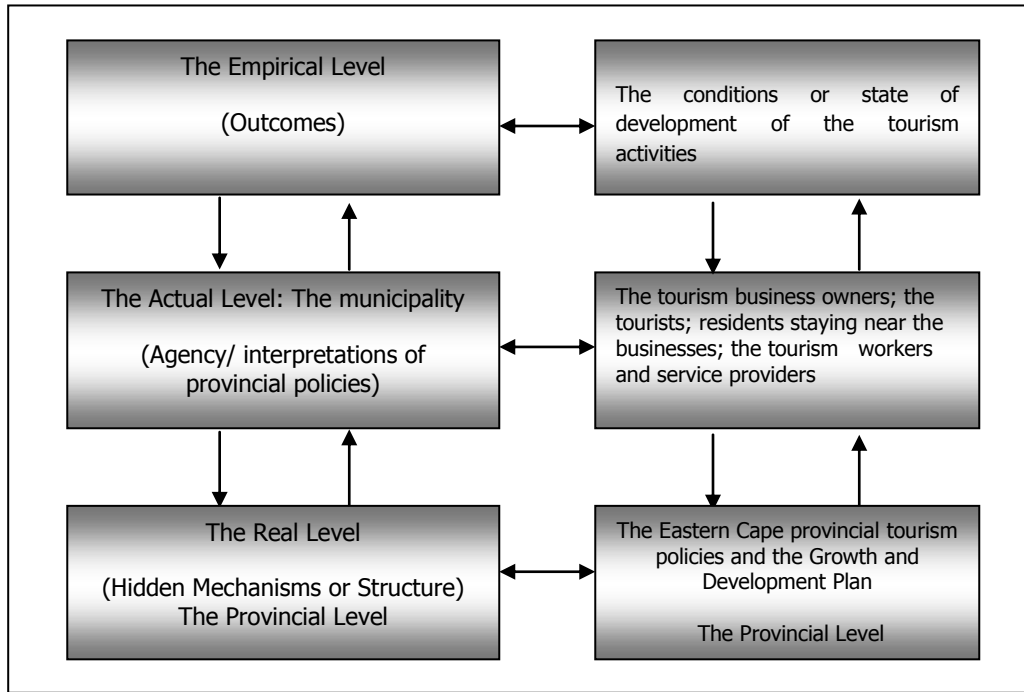 The Empirical Level
(Outcomes)
The conditions or state of
development of the tourism
activities
The Actual Level: The municipality
(Agency/ interpretations of
provincial policies)
The tourism business owners; the
tourists; residents staying near the
businesses; the tourism workers
and service providers
The Real Level
(Hidden Mechanisms or Structure)
The Provincial Level
The Eastern Cape provincial tourism
policies and the Growth and
Development Plan
The Provincial Level